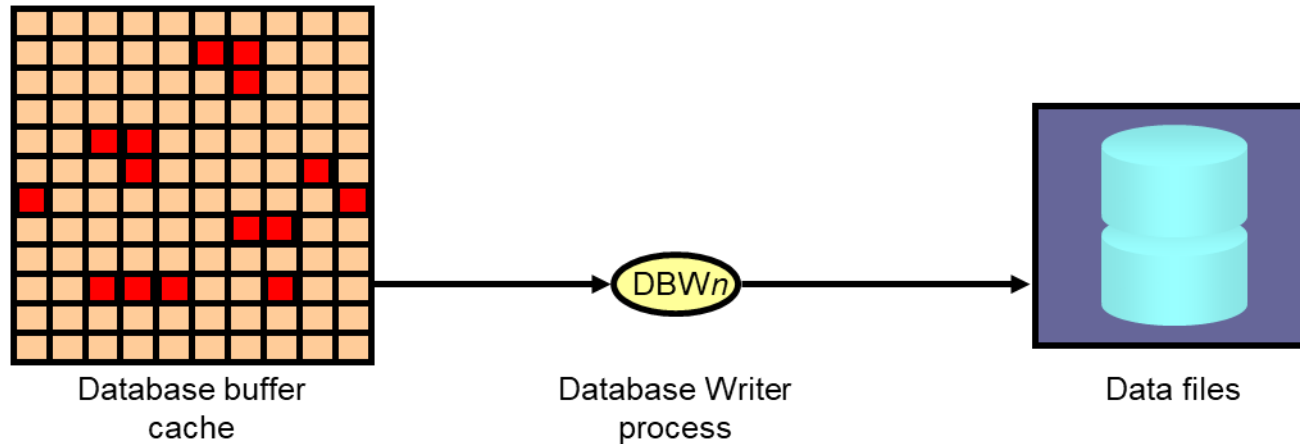 DBWn
Database buffer
cache
Database Writer
process
Data files